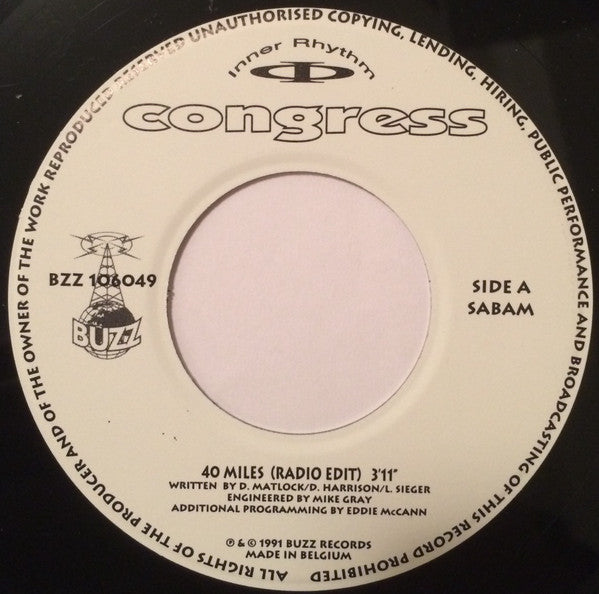 ALL RIGHTS OF THE PRODUCER AND OF THE OWNER OF THE WORK REPRODUCED RESERVED UNAUTHORISED COPYING, LENDING, HIRING, PUBLIC PERFORMANCE AND BROADCASTING OF THIS RECORD PROHIBITED
Inner Rhythm
congress
BZZ 106049
BUZZ
SIDE A
SABAM
40 MILES (RADIO EDIT) 3'11"
WRITTEN BY D. MATLOCK/D. HARRISON/L. SIEGER
ENGINEERED BY MIKE GRAY
ADDITIONAL PROGRAMMING BY EDDIE McCANN
℗ & © 1991 BUZZ RECORDS
MADE IN BELGIUM